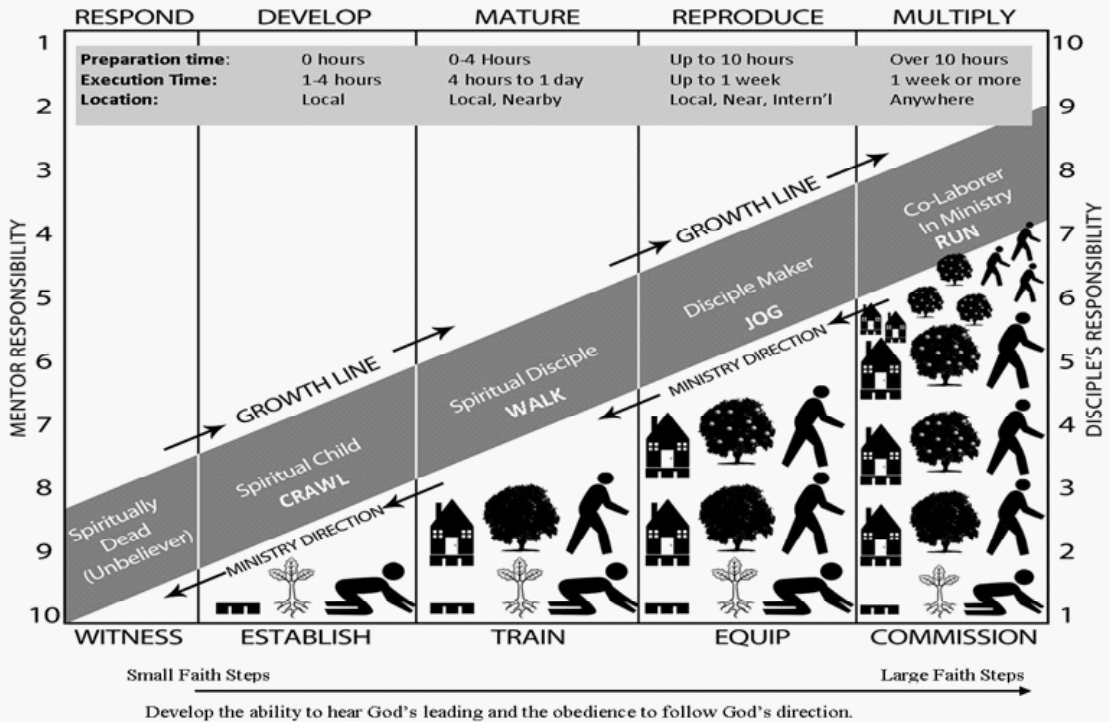 RESPOND DEVELOP MATURE REPRODUCE MULTIPLY
Preparation time: 0 hours 0-4 Hours Up to 10 hours Over 10 hours
Execution Time: 1-4 hours 4 hours to 1 day Up to 1 week 1 week or more
Location: Local Local, Nearby Local, Near, Intern'l Anywhere
MENTOR RESPONSIBILITY
1
2
3
4
5
6
7
8
9
10
DISCIPLE'S RESPONSIBILITY
10
9
8
7
6
5
4
3
2
1
GROWTH LINE
GROWTH LINE
Spiritually
Dead
(Unbeliever)
Spiritual Child
CRAWL
Spiritual Disciple
WALK
Disciple Maker
JOG
Co-Laborer
In Ministry
RUN
MINISTRY DIRECTION
MINISTRY DIRECTION
WITNESS ESTABLISH TRAIN EQUIP COMMISSION
Small Faith Steps Large Faith Steps
Develop the ability to hear God's leading and the obedience to follow God's direction.